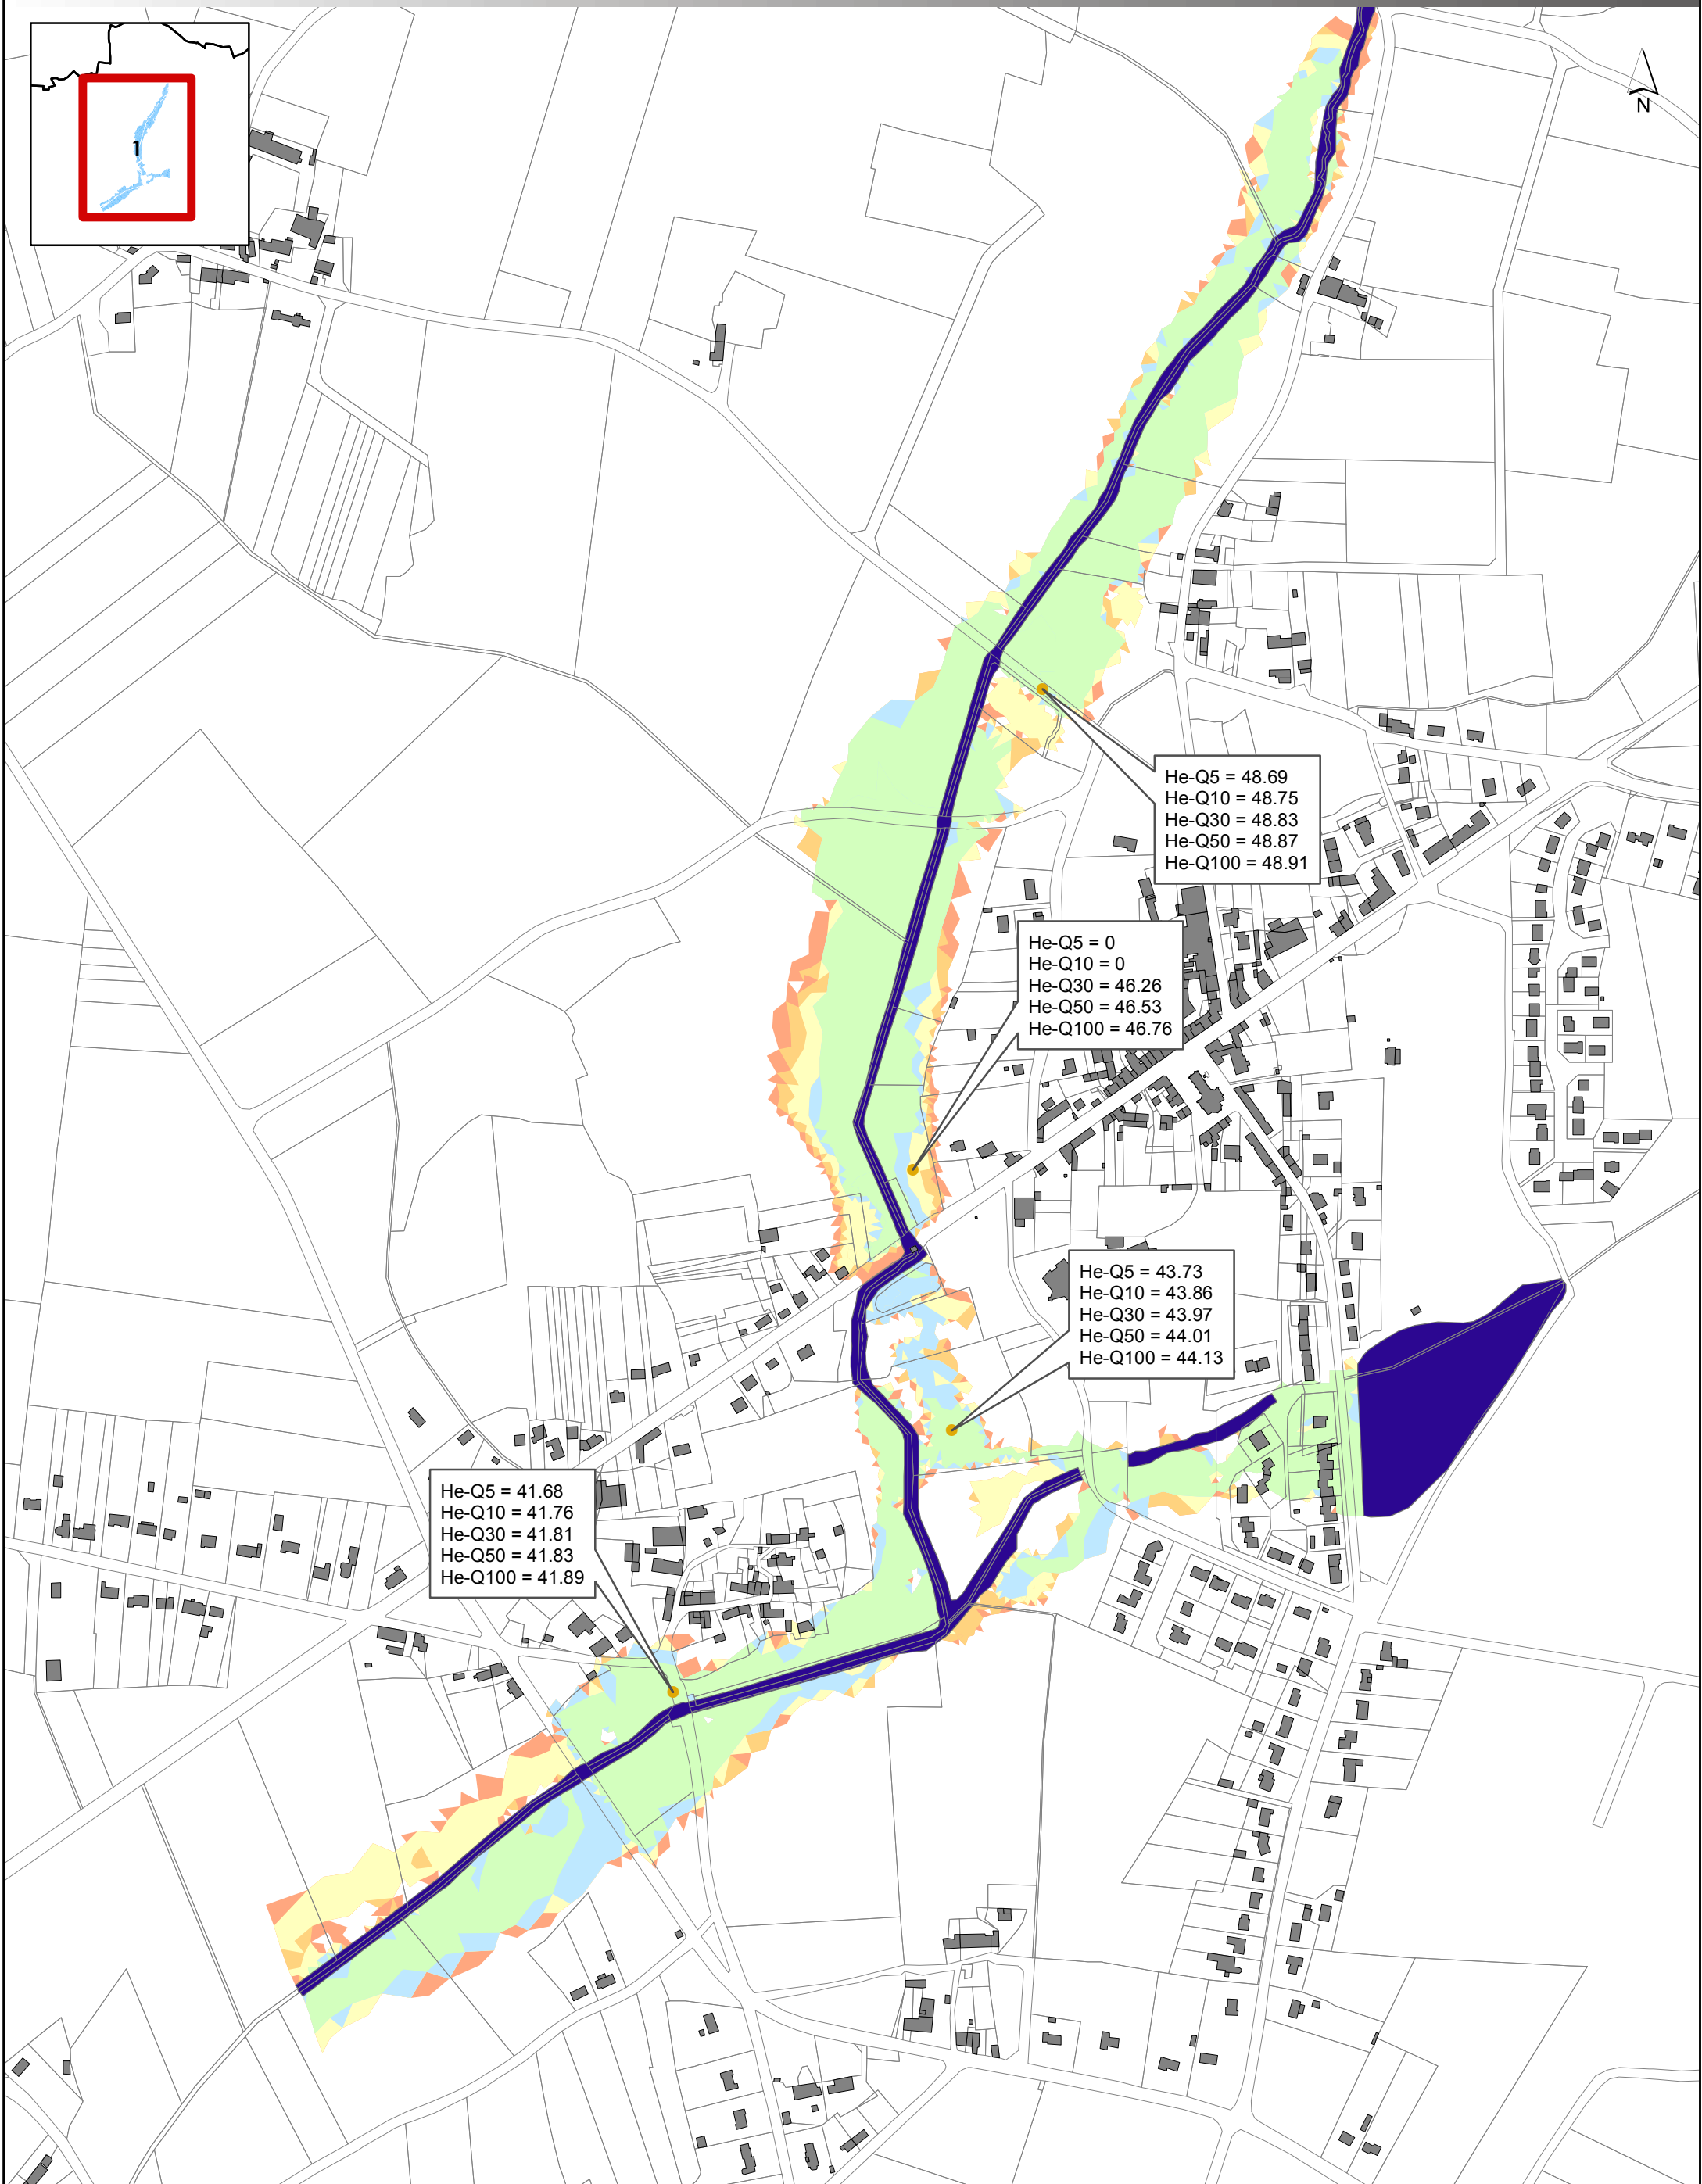 1
N
He-Q5 = 48.69
He-Q10 = 48.75
He-Q30 = 48.83
He-Q50 = 48.87
He-Q100 = 48.91
He-Q5 = 0
He-Q10 = 0
He-Q30 = 46.26
He-Q50 = 46.53
He-Q100 = 46.76
He-Q5 = 43.73
He-Q10 = 43.86
He-Q30 = 43.97
He-Q50 = 44.01
He-Q100 = 44.13
He-Q5 = 41.68
He-Q10 = 41.76
He-Q30 = 41.81
He-Q50 = 41.83
He-Q100 = 41.89